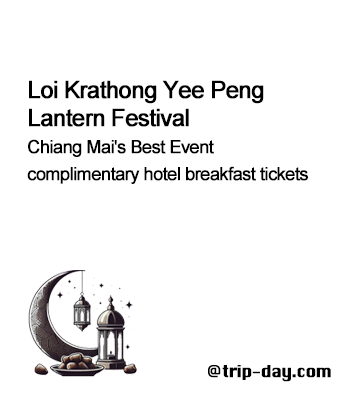 Loi Krathong Yee Peng
Lantern Festival
Chiang Mai's Best Event
complimentary hotel breakfast tickets
@trip-day.com